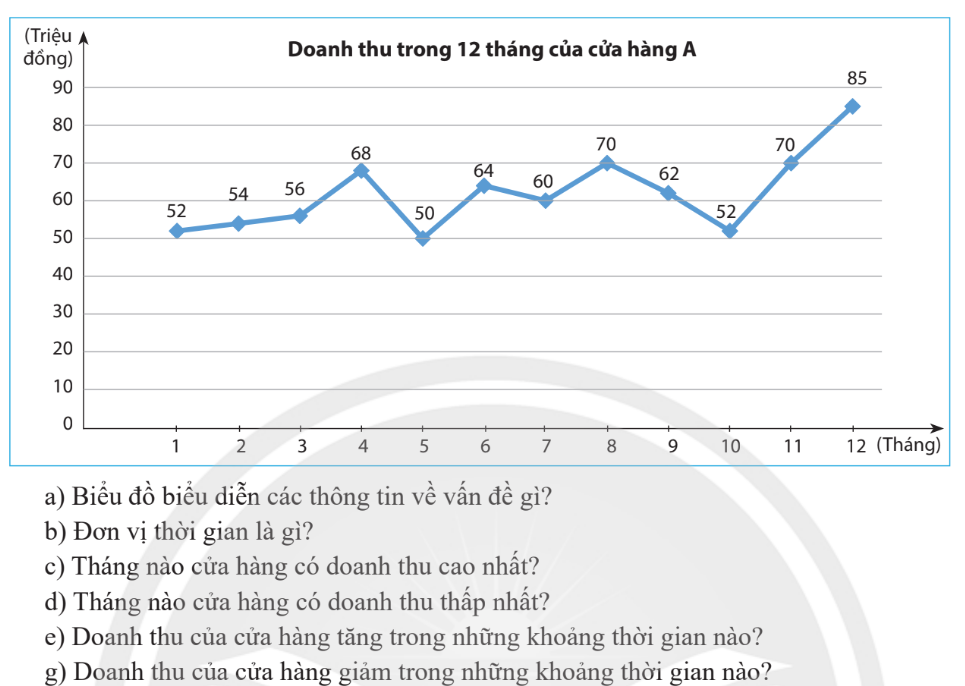 (Triệu
đồng)
Doanh thu trong 12 tháng của cửa hàng A
90
80
70
60
50
40
30
20
10
0
52
54
56
68
50
64
60
70
62
52
70
85
1 2 3 4 5 6 7 8 9 10 11 12 (Tháng)
a) Biểu đồ biểu diễn các thông tin về vấn đề gì?
b) Đơn vị thời gian là gì?
c) Tháng nào cửa hàng có doanh thu cao nhất?
d) Tháng nào cửa hàng có doanh thu thấp nhất?
e) Doanh thu của cửa hàng tăng trong những khoảng thời gian nào?
g) Doanh thu của cửa hàng giảm trong những khoảng thời gian nào?